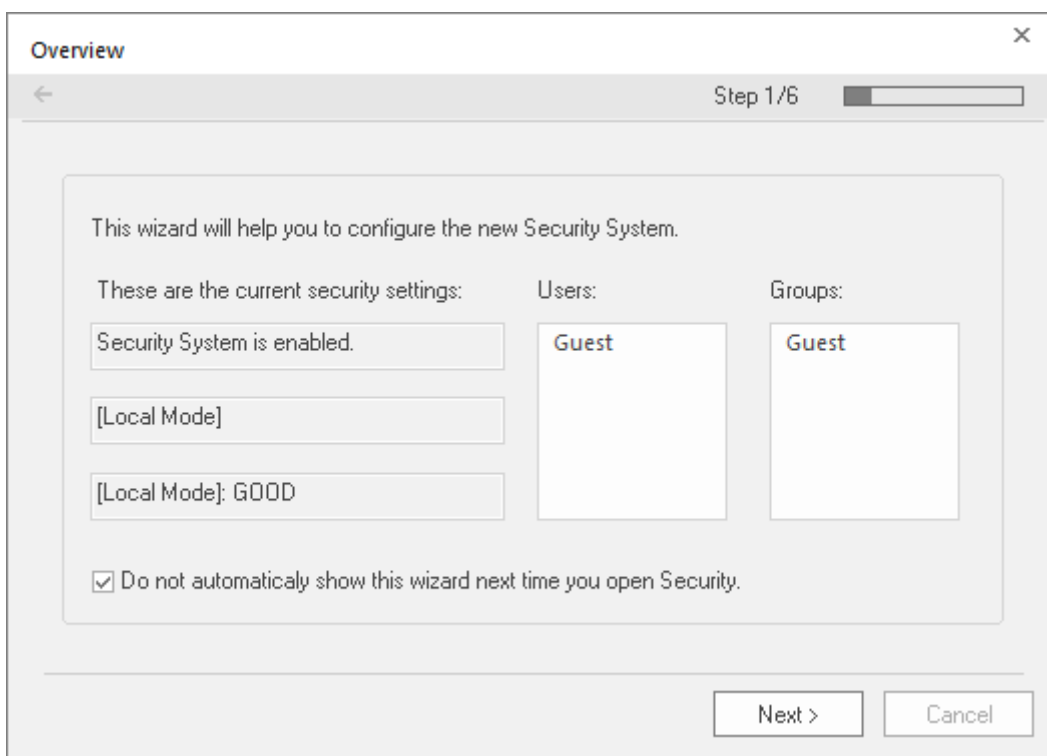 Overview
Step 1/6
This wizard will help you to configure the new Security System.
These are the current security settings:
Users:
Groups:
Security System is enabled.
Guest
Guest
[Local Mode]
[Local Mode]: GOOD
Do not automaticaly show this wizard next time you open Security.
Next >
Cancel